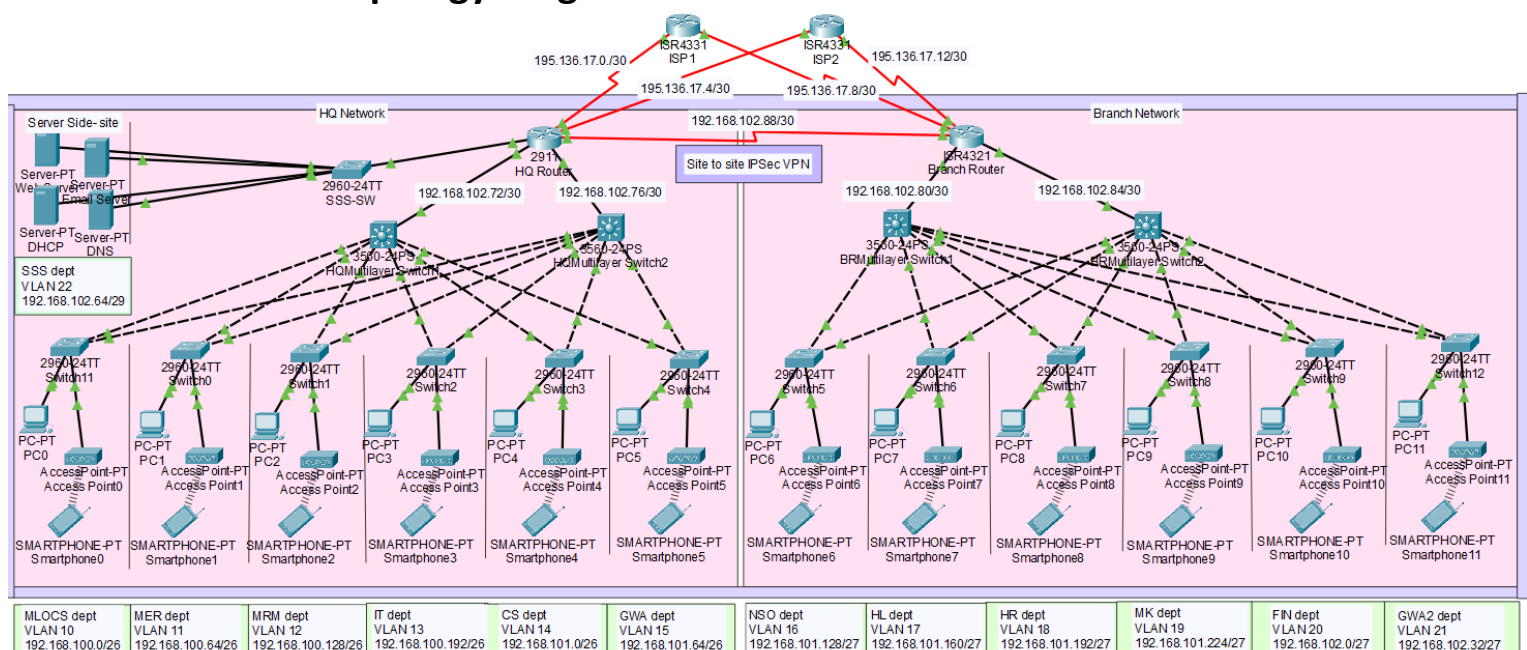 ISR4331
ISP1
ISR4331
ISP2
195.136.17.0./30
195.136.17.12/30
195.136.17.4/30
195.136.17.8/30
HQ Network
192.168.102.88/30
Branch Network
Server Side- site
Server-PT
Web Server
Server-PT
Email Server
Server-PT
DHCP
Server-PT
DNS
2960-24TT
SSS-SW
2911
HQ Router
Site to site IPSec VPN
ISR4321
Branch Router
192.168.102.72/30
192.168.102.76/30
192.168.102.80/30
192.168.102.84/30
3560-24PS
HQMultilayer Switch1
3560-24PS
HQMultilayer Switch2
3560-24PS
BRMultilayer Switch1
3560-24PS
BRMultilayer Switch2
SSS dept
VLAN 22
192.168.102.64/29
2960-24TT
Switch11
2960-24TT
Switch0
2960-24TT
Switch1
2960-24TT
Switch2
2960-24TT
Switch3
2960-24TT
Switch4
2960-24TT
Switch5
2960-24TT
Switch6
2960-24TT
Switch7
2960-24TT
Switch8
2960-24TT
Switch9
2960-24TT
Switch12
PC-PT
PC0
PC-PT
PC1
PC-PT
PC2
PC-PT
PC3
PC-PT
PC4
PC-PT
PC5
PC-PT
PC6
PC-PT
PC7
PC-PT
PC8
PC-PT
PC9
PC-PT
PC10
PC-PT
PC11
AccessPoint-PT
Access Point0
AccessPoint-PT
Access Point1
AccessPoint-PT
Access Point2
AccessPoint-PT
Access Point3
AccessPoint-PT
Access Point4
AccessPoint-PT
Access Point5
AccessPoint-PT
Access Point6
AccessPoint-PT
Access Point7
AccessPoint-PT
Access Point8
AccessPoint-PT
Access Point9
AccessPoint-PT
Access Point10
AccessPoint-PT
Access Point11
SMARTPHONE-PT
Smartphone0
SMARTPHONE-PT
Smartphone1
SMARTPHONE-PT
Smartphone2
SMARTPHONE-PT
Smartphone3
SMARTPHONE-PT
Smartphone4
SMARTPHONE-PT
Smartphone5
SMARTPHONE-PT
Smartphone6
SMARTPHONE-PT
Smartphone7
SMARTPHONE-PT
Smartphone8
SMARTPHONE-PT
Smartphone9
SMARTPHONE-PT
Smartphone10
SMARTPHONE-PT
Smartphone11
MLOCS dept
VLAN 10
192.168.100.0/26
MER dept
VLAN 11
192.168.100.64/26
MRM dept
VLAN 12
192.168.100.128/26
IT dept
VLAN 13
192.168.100.192/26
CS dept
VLAN 14
192.168.101.0/26
GWA dept
VLAN 15
192.168.101.64/26
NSO dept
VLAN 16
192.168.101.128/27
HL dept
VLAN 17
192.168.101.160/27
HR dept
VLAN 18
192.168.101.192/27
MK dept
VLAN 19
192.168.101.224/27
FIN dept
VLAN 20
192.168.102.0/27
GWA2 dept
VLAN 21
192.168.102.32/27